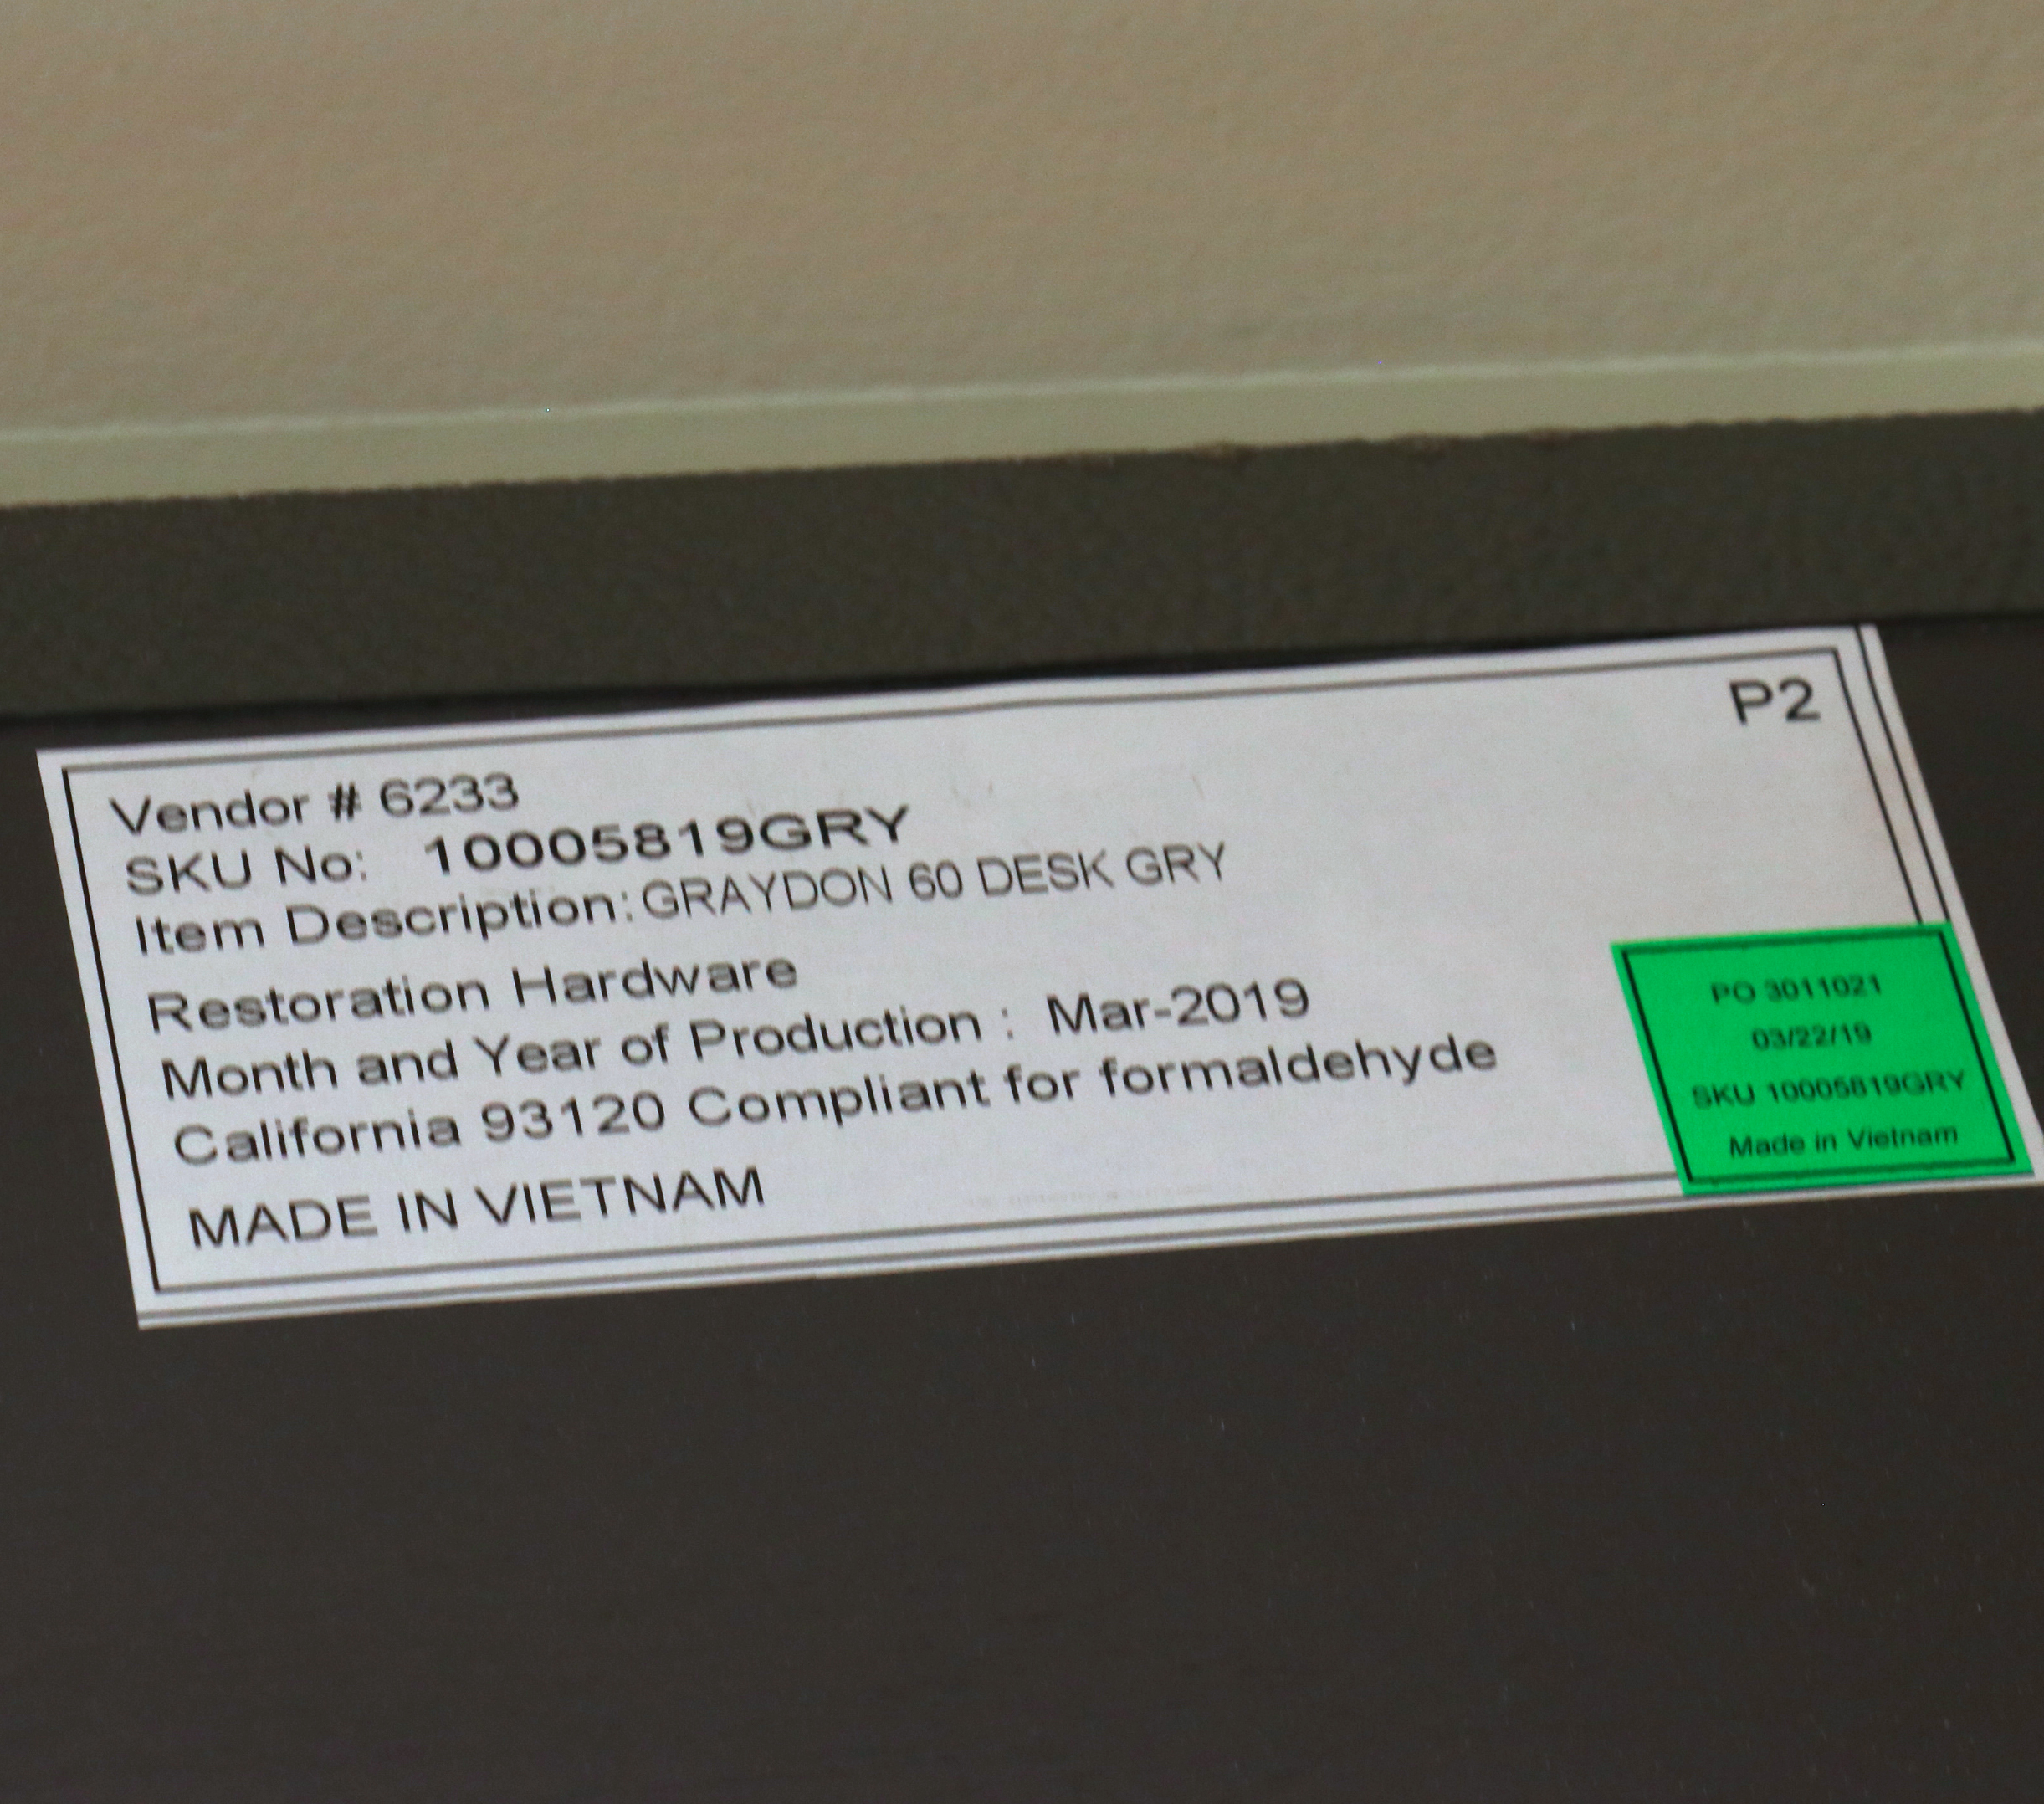 P2
Vendor # 6233
SKU No: 10005819GRY
Item Description: GRAYDON 60 DESK GRY
Restoration Hardware
Month and Year of Production : Mar-2019
California 93120 Compliant for formaldehyde
MADE IN VIETNAM
PO 3011021
03/22/19
SKU 10005819GRY
Made in Vietnam